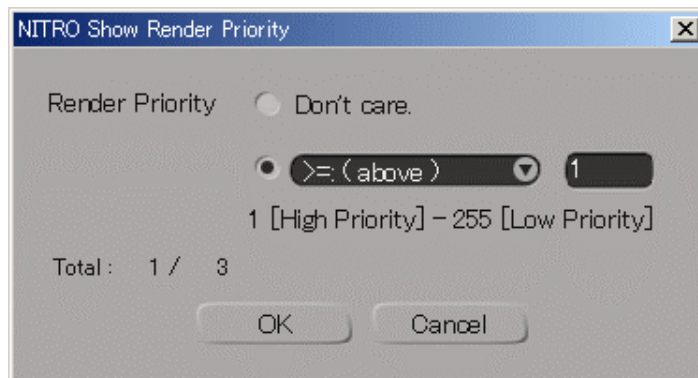 NITRO Show Render Priority
Render Priority Don't care.
>=:(above) 1
1 [High Priority] - 255 [Low Priority]
Total : 1 / 3
OK Cancel